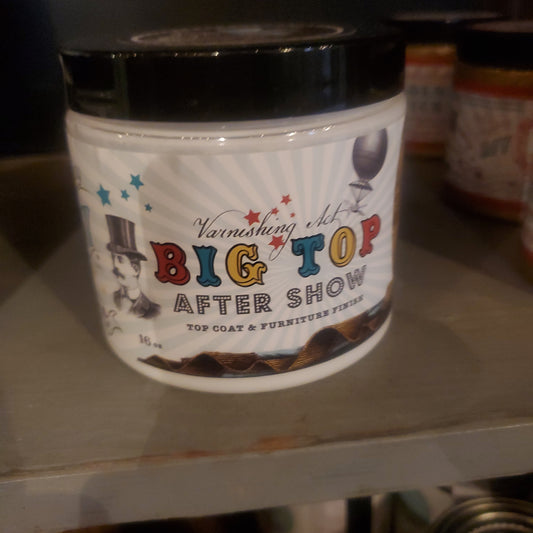 Varnishing Act
BIG TOP
AFTER SHOW
TOP COAT & FURNITURE FINISH
16 oz